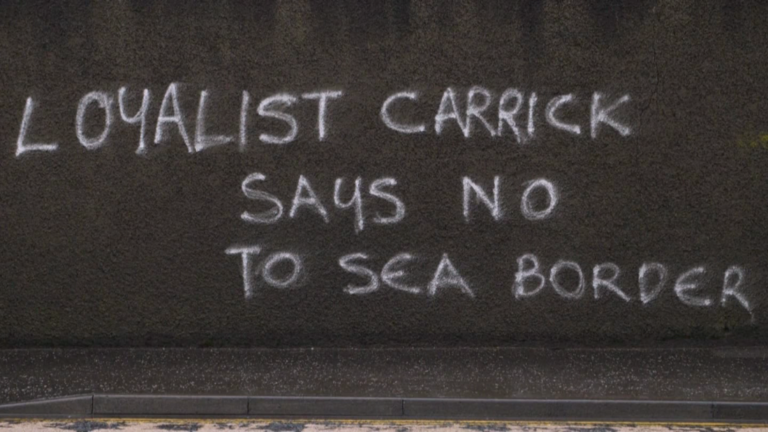 LOYALIST CARRICK
SAYS NO
TO SEA BORDER